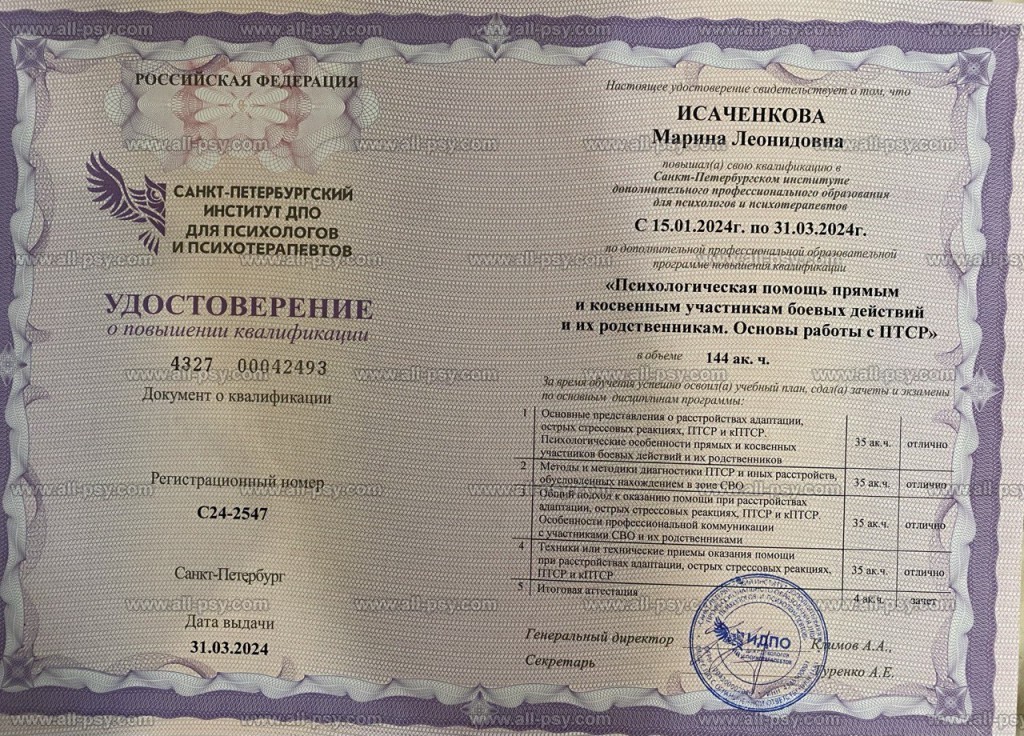 РОССИЙСКАЯ ФЕДЕРАЦИЯ
САНКТ-ПЕТЕРБУРГСКИЙ
ИНСТИТУТ ДПО
ДЛЯ ПСИХОЛОГОВ
И ПСИХОТЕРАПЕВТОВ
УДОСТОВЕРЕНИЕ
о повышении квалификации
4327 00042493
Документ о квалификации
Регистрационный номер
С24-2547
Санкт-Петербург
Дата выдачи
31.03.2024
Настоящее удостоверение свидетельствует о том, что
ИСАЧЕНКОВА
Марина Леонидовна
повышал(а) свою квалификацию в
Санкт-Петербургском институте
дополнительного профессионального образования
для психологов и психотерапевтов
С 15.01.2024г. по 31.03.2024г.
по дополнительной профессиональной образовательной
программе повышения квалификации
«Психологическая помощь прямым
и косвенным участникам боевых действий
и их родственникам. Основы работы с ПТСР»
в объеме 144 ак. ч.
За время обучения успешно освоил(а) учебный план, сдал(а) зачеты и экзамены
по основным дисциплинам программы:
1 Основные представления о расстройствах адаптации,
острых стрессовых реакциях, ПТСР и кПТСР.
Психологические особенности прямых и косвенных
участников боевых действий и их родственников
35 ак.ч. отлично
2 Методы и методики диагностики ПТСР и иных расстройств,
обусловленных нахождением в зоне СВО
35 ак.ч. отлично
Общий подход к оказанию помощи при расстройствах
адаптации, острых стрессовых реакциях, ПТСР и кПТСР.
Особенности профессиональной коммуникации
с участниками СВО и их родственниками
35 ак.ч. отлично
4 Техники или технические приемы оказания помощи
при расстройствах адаптации, острых стрессовых реакциях,
ПТСР и кПТСР
35 ак.ч. отлично
5 Итоговая аттестация 4 ак.ч. зачет
Генеральный директор Климов А.А.,
Секретарь Гуренко А.Е.
ИДПО
www.all-psy.com